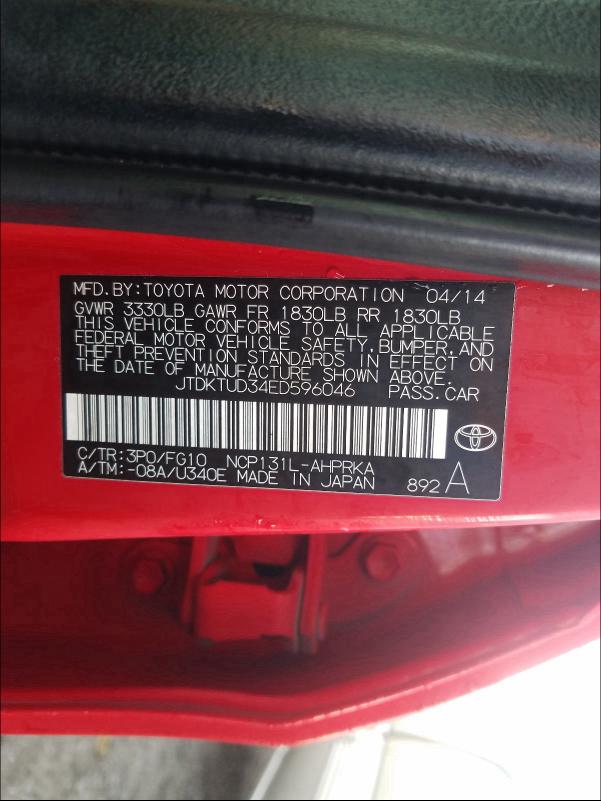 MFD. BY: TOYOTA MOTOR CORPORATION 04/14
GVWR 3330LB GAWR FR 1830LB RR 1830LB
THIS VEHICLE CONFORMS TO ALL APPLICABLE
FEDERAL MOTOR VEHICLE SAFETY, BUMPER, AND
THEFT PREVENTION STANDARDS IN EFFECT ON
THE DATE OF MANUFACTURE SHOWN ABOVE.
JTDKTUD34ED596046 PASS. CAR
C/TR: 3P0/FG10 NCP131L-AHPRKA
A/TM: -08A/U340E MADE IN JAPAN 892 A